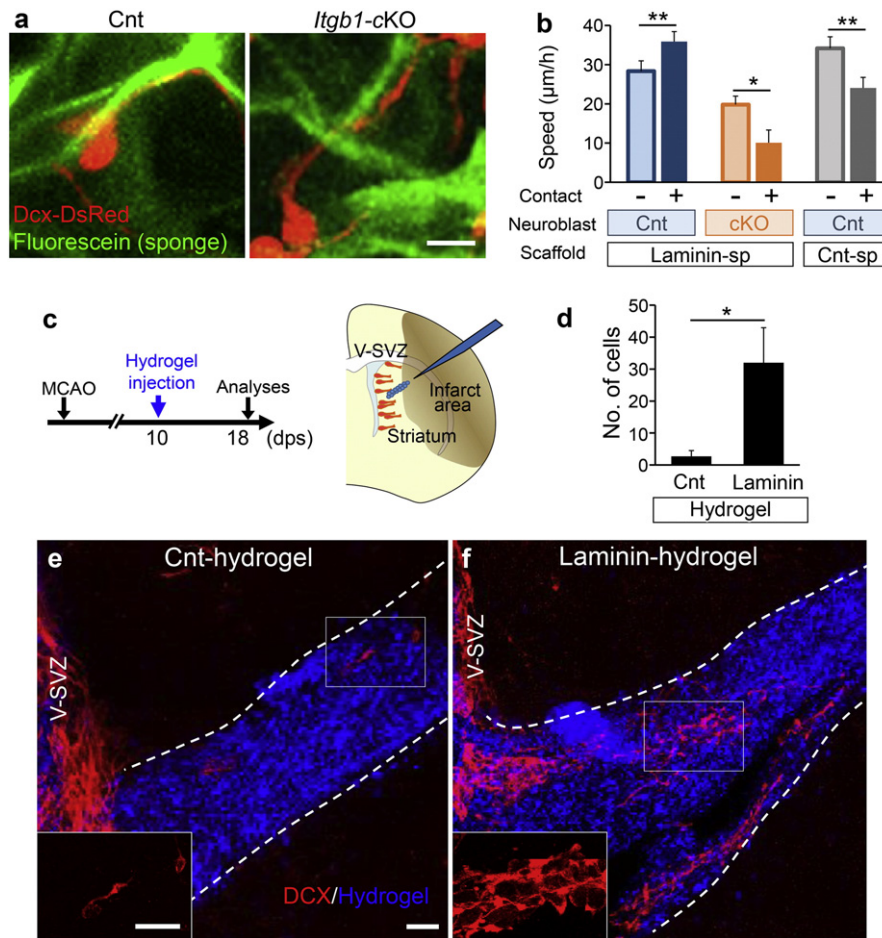 a
Cnt
Itgb1-cKO
Dcx-DsRed
Fluorescein (sponge)
b
Speed (µm/h)
40
30
20
10
0
**
*
**
Contact - + - + - +
Neuroblast Cnt cKO Cnt
Scaffold Laminin-sp Cnt-sp
c
MCAO
Hydrogel
injection
Analyses
10 18 (dps)
V-SVZ
Infarct
area
Striatum
d
No. of cells
50
40
30
20
10
0
*
Cnt Laminin
Hydrogel
e Cnt-hydrogel
V-SVZ
DCX/Hydrogel
f Laminin-hydrogel
V-SVZ